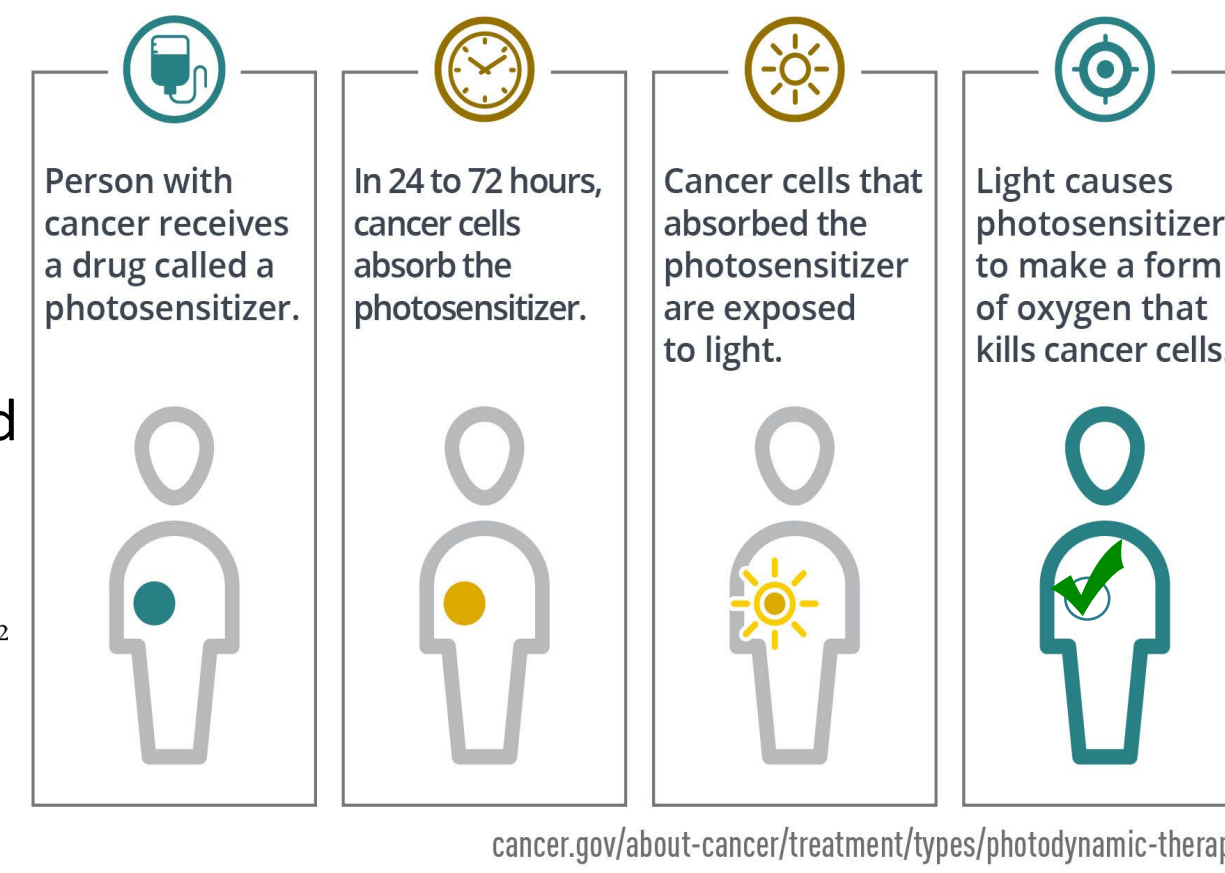 Person with
cancer receives
a drug called a
photosensitizer.
In 24 to 72 hours,
cancer cells
absorb the
photosensitizer.
Cancer cells that
absorbed the
photosensitizer
are exposed
to light.
Light causes
photosensitizer
to make a form
of oxygen that
kills cancer cells.
d
2
cancer.gov/about-cancer/treatment/types/photodynamic-therap